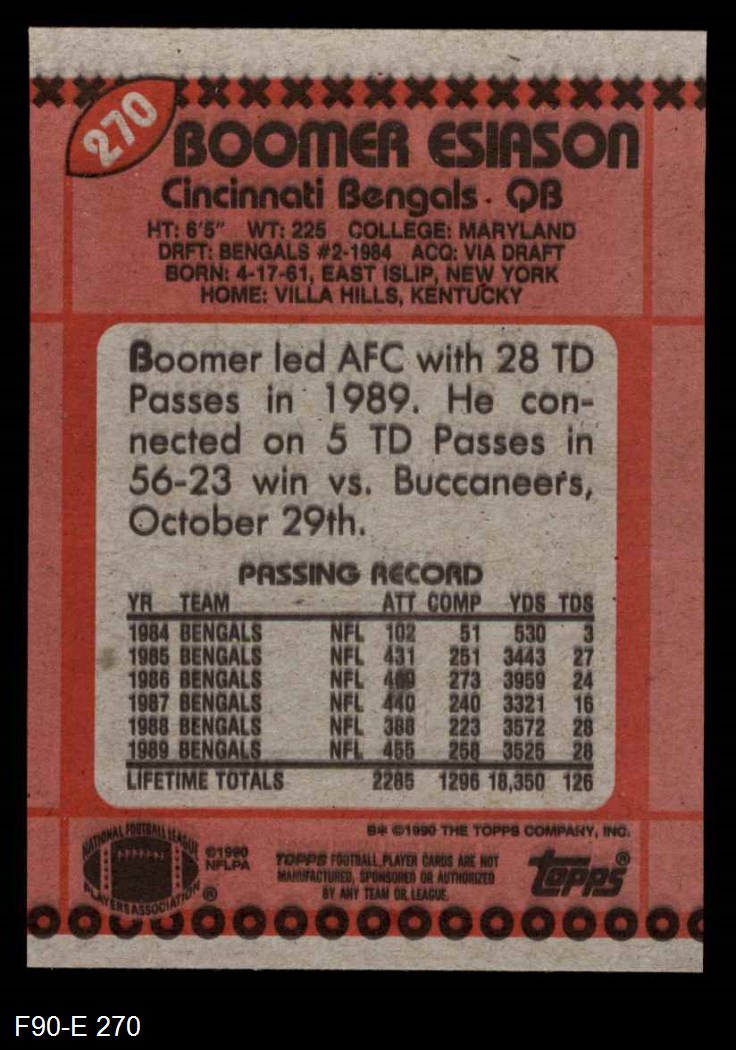 270
BOOMER ESIASON
Cincinnati Bengals · QB
HT: 6'5" WT: 225 COLLEGE: MARYLAND
DRFT: BENGALS #2-1984 ACQ: VIA DRAFT
BORN: 4-17-61, EAST ISLIP, NEW YORK
HOME: VILLA HILLS, KENTUCKY
Boomer led AFC with 28 TD
Passes in 1989. He con-
nected on 5 TD Passes in
56-23 win vs. Buccaneers,
October 29th.
PASSING RECORD
YR TEAM ATT COMP YDS TDS
1984 BENGALS NFL 102 51 530 3
1985 BENGALS NFL 431 251 3443 27
1986 BENGALS NFL 469 273 3959 24
1987 BENGALS NFL 440 240 3321 16
1988 BENGALS NFL 388 223 3572 28
1989 BENGALS NFL 455 258 3525 28
LIFETIME TOTALS 2285 1296 18,350 126
B* ©1990 THE TOPPS COMPANY, INC.
NATIONAL FOOTBALL LEAGUE
PLAYERS ASSOCIATION ®
©1990
NFLPA
TOPPS FOOTBALL PLAYER CARDS ARE NOT
MANUFACTURED, SPONSORED OR AUTHORIZED
BY ANY TEAM OR LEAGUE.
topps®
F90-E 270